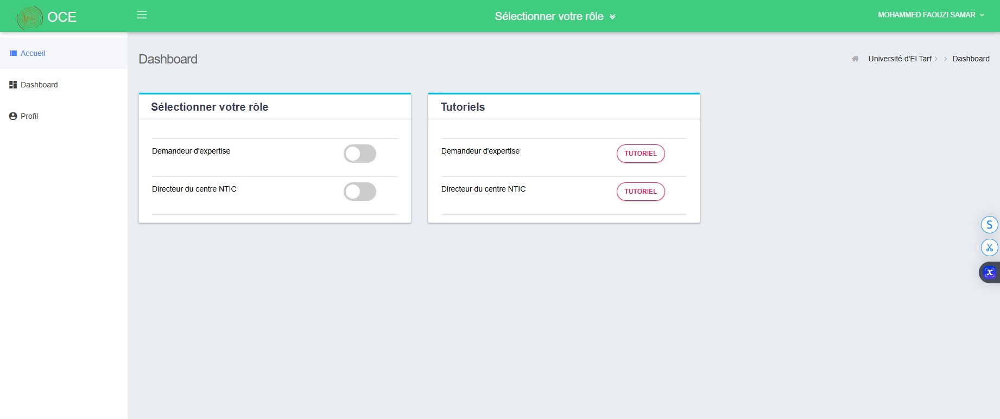 OCE
Sélectionner votre rôle
MOHAMMED FAOUZI SAMAR
Accueil
Dashboard
Profil
Dashboard
Université d'El Tarf > > Dashboard
Sélectionner votre rôle
Demandeur d'expertise
Directeur du centre NTIC
Tutoriels
Demandeur d'expertise TUTORIEL
Directeur du centre NTIC TUTORIEL
S